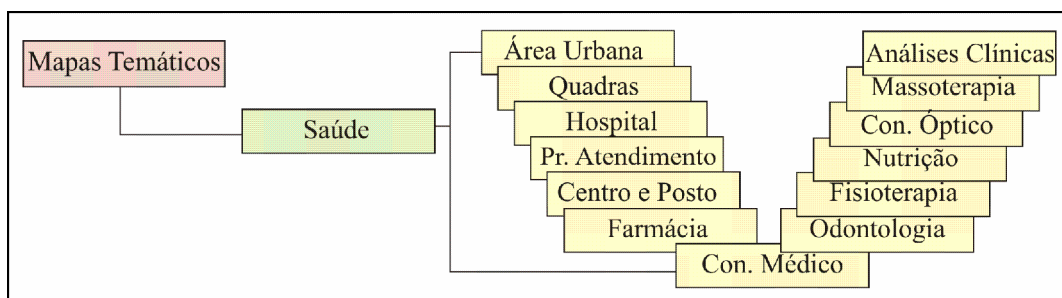 Mapas Temáticos
Saúde
Área Urbana
Quadras
Hospital
Pr. Atendimento
Centro e Posto
Farmácia
Con. Médico
Odontologia
Fisioterapia
Nutrição
Con. Óptico
Massoterapia
Análises Clínicas